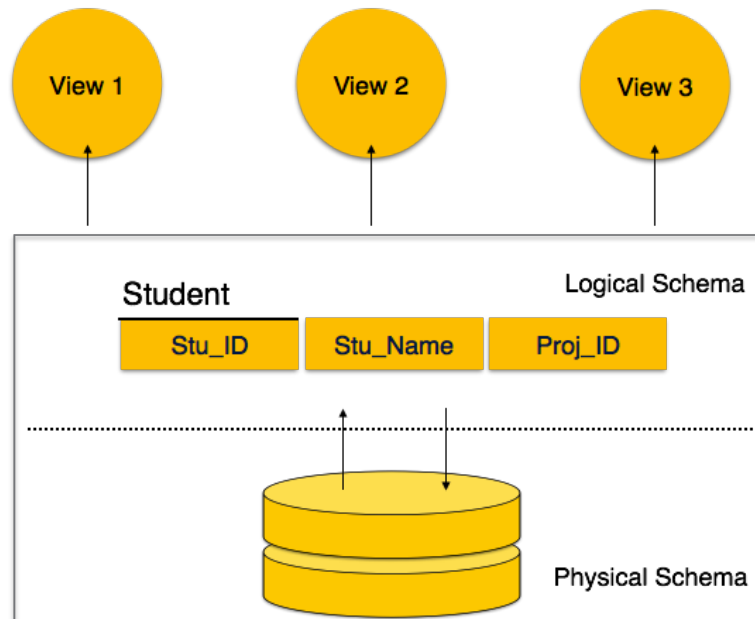 View 1
View 2
View 3
Logical Schema
Student
Stu_ID
Stu_Name
Proj_ID
Physical Schema